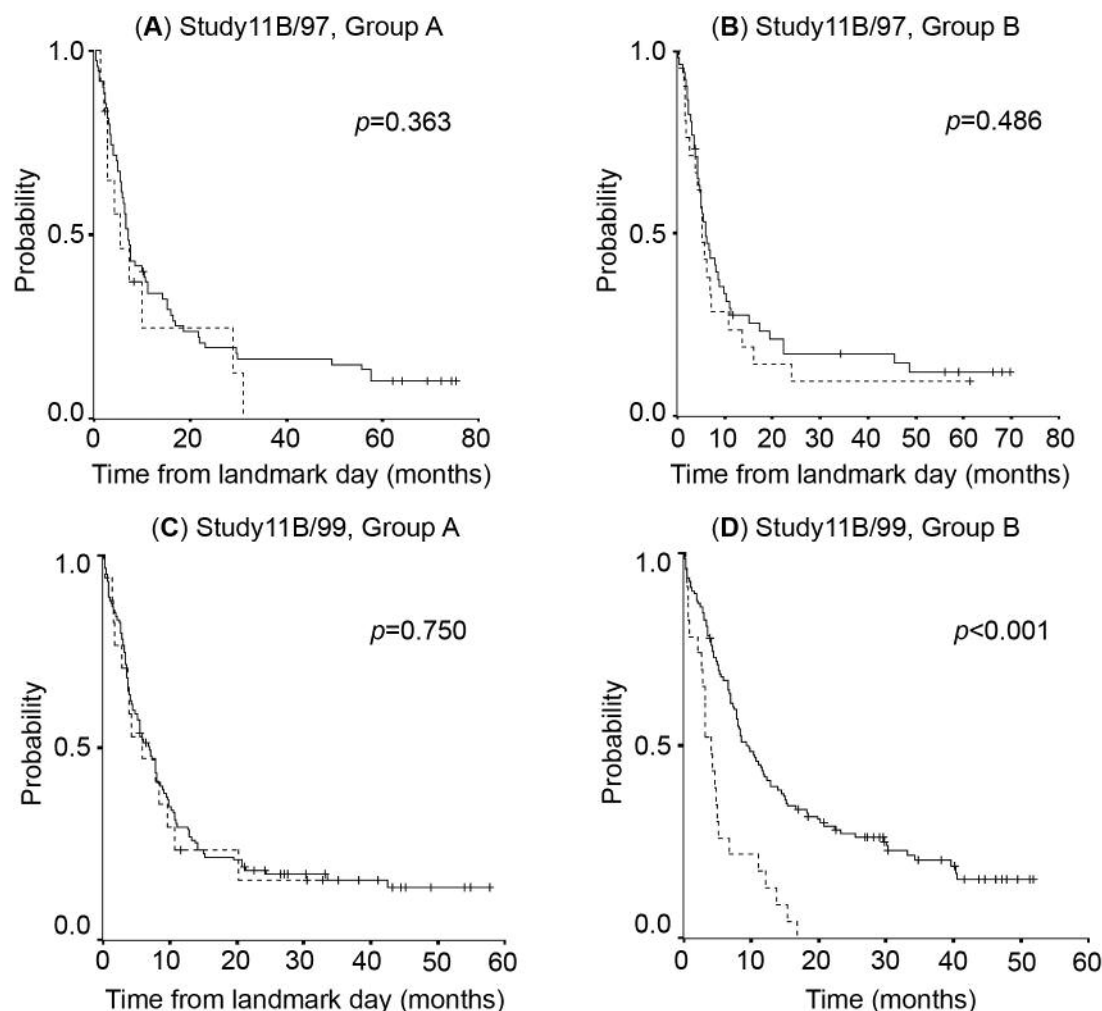 (A) Study11B/97, Group A
1.0
p=0.363
Probability
0.5
0.0
0 20 40 60 80
Time from landmark day (months)
(B) Study11B/97, Group B
1.0
p=0.486
Probability
0.5
0.0
0 10 20 30 40 50 60 70 80
Time from landmark day (months)
(C) Study11B/99, Group A
1.0
p=0.750
Probability
0.5
0.0
0 10 20 30 40 50 60
Time from landmark day (months)
(D) Study11B/99, Group B
1.0
p<0.001
Probability
0.5
0.0
0 10 20 30 40 50 60
Time (months)